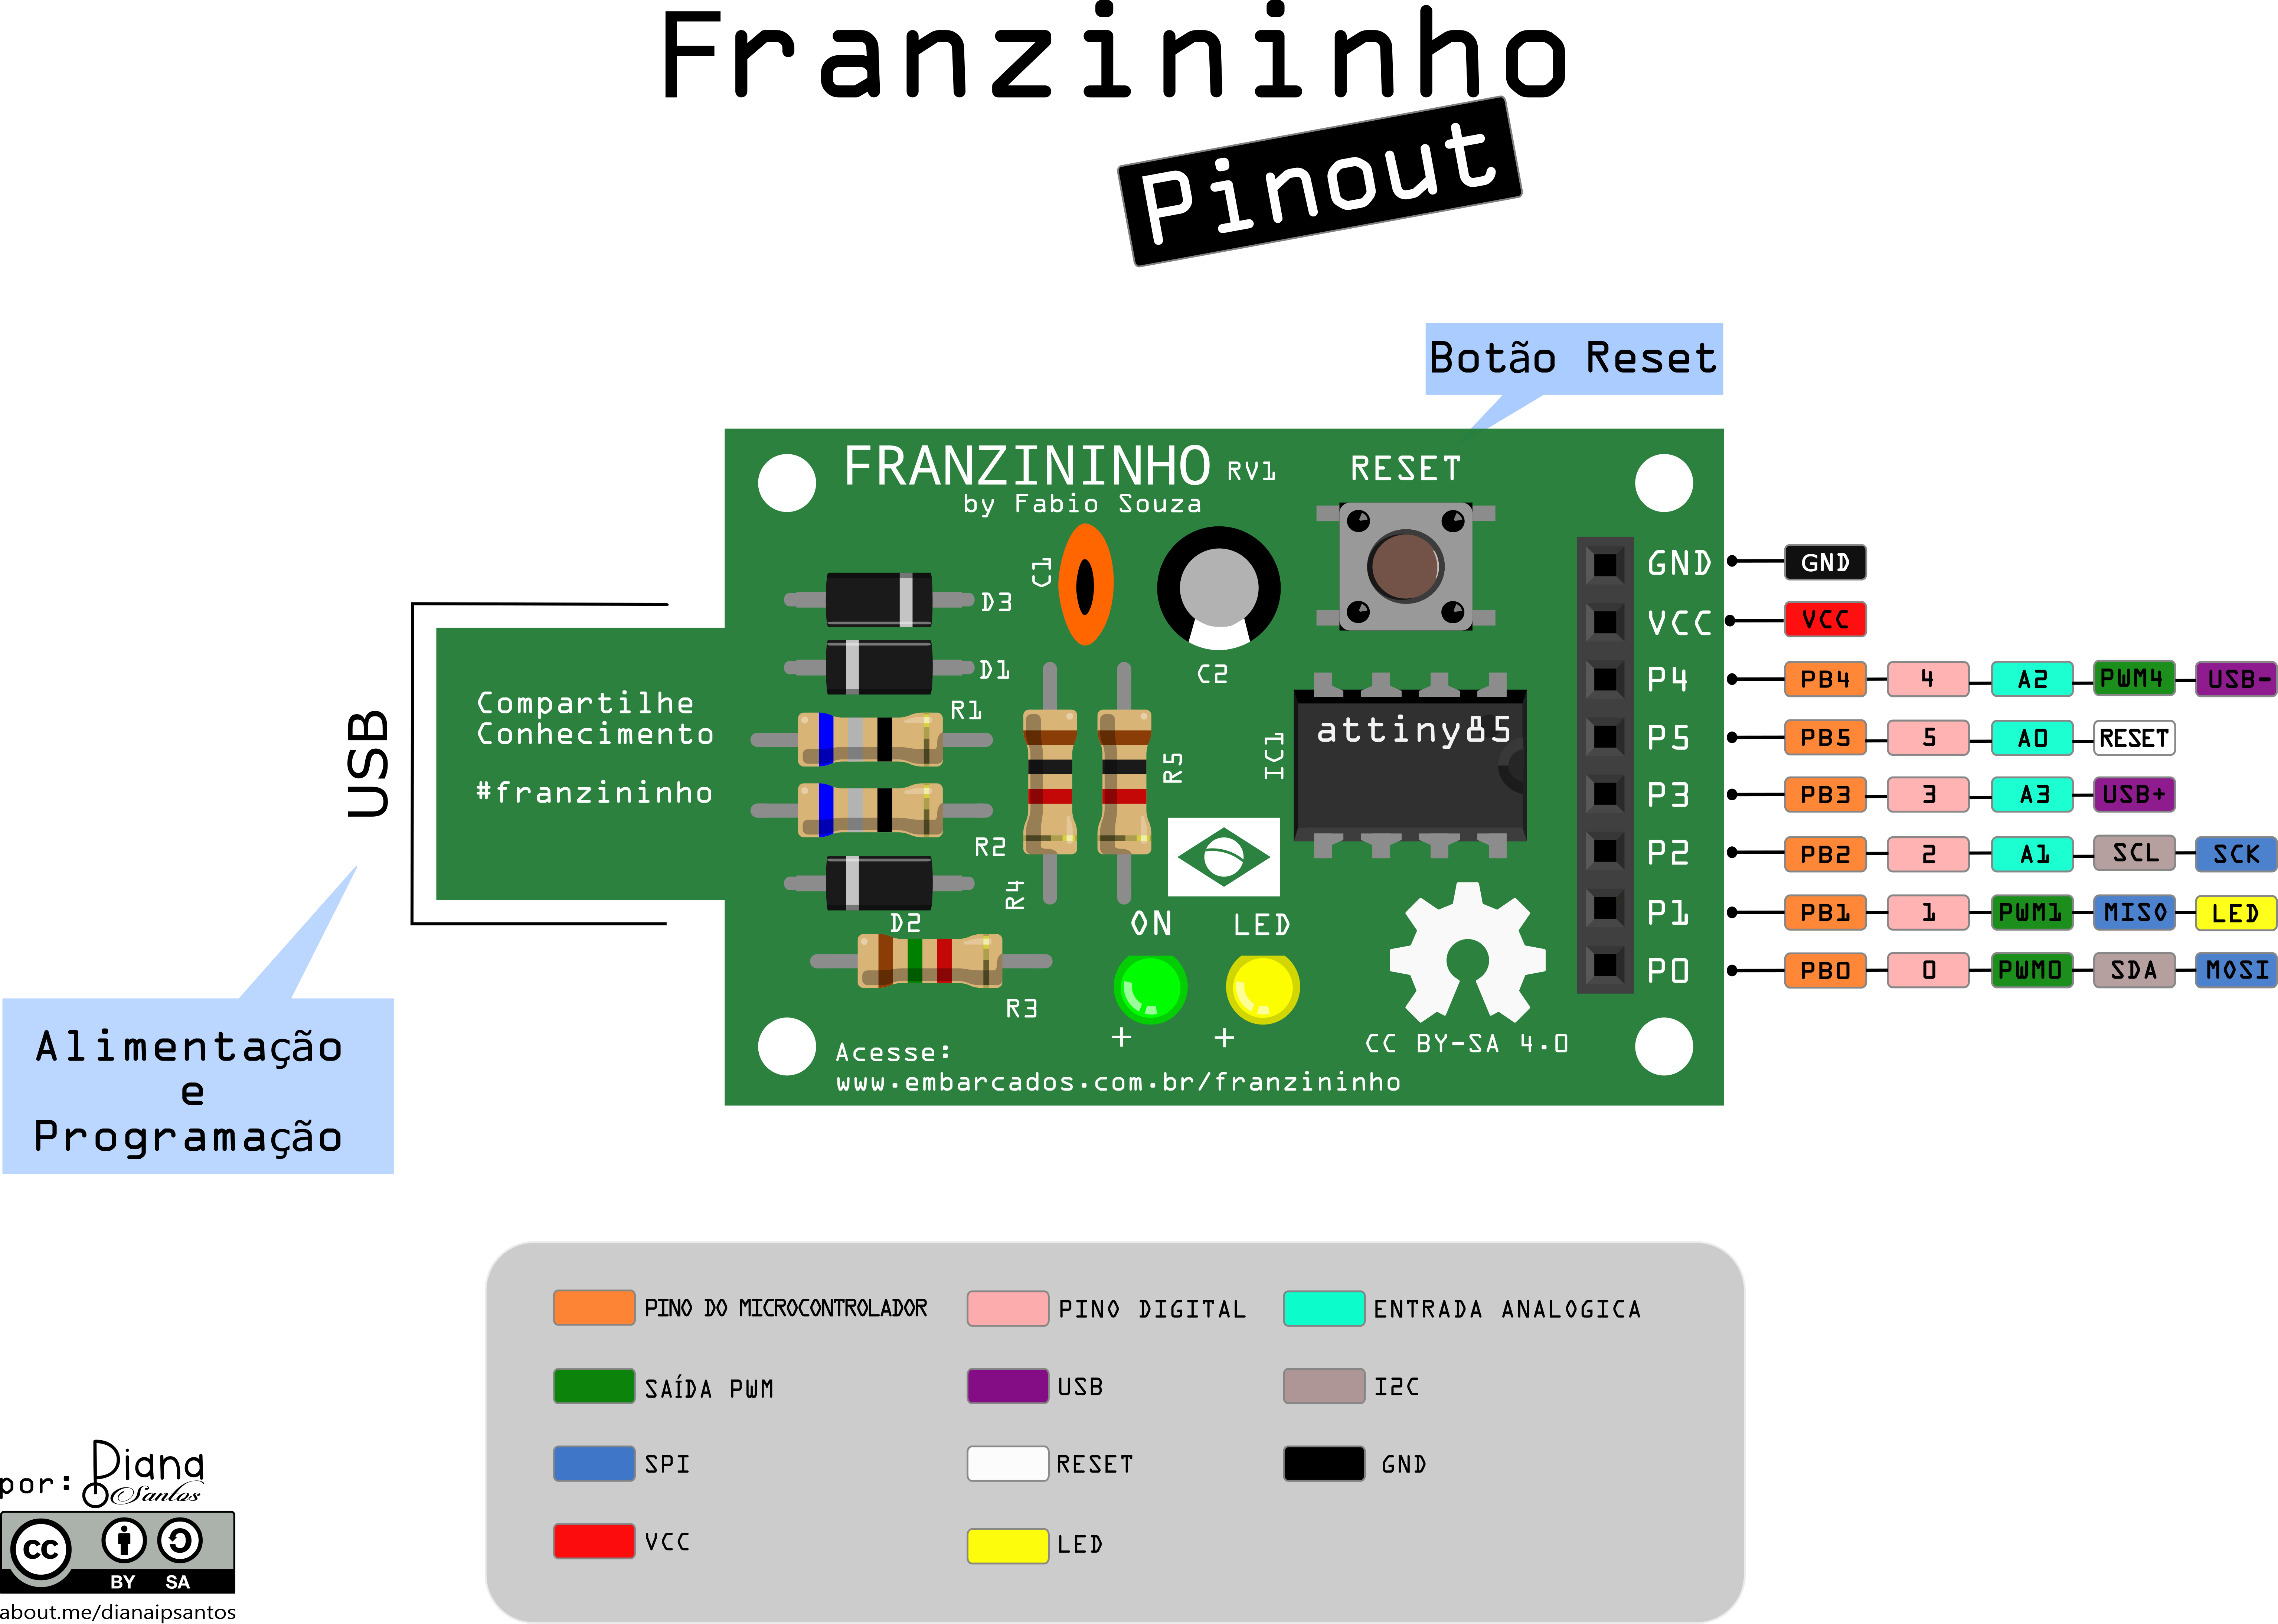 Franzininho
Pinout
Botão Reset
FRANZININHO RV1
by Fabio Souza
RESET
C1
C2
D3
D1
R1
R2
R4
R5
D2
R3
IC1
attiny85
USB
Compartilhe
Conhecimento
#franzininho
ON LED
+ +
CC BY-SA 4.0
Acesse:
www.embarcados.com.br/franzininho
GND GND
VCC VCC
P4 PB4 4 A2 PWM4 USB-
P5 PB5 5 A0 RESET
P3 PB3 3 A3 USB+
P2 PB2 2 A1 SCL SCK
P1 PB1 1 PWM1 MISO LED
P0 PB0 0 PWM0 SDA MOSI
Alimentação
e
Programação
PINO DO MICROCONTROLADOR PINO DIGITAL ENTRADA ANALOGICA
SAÍDA PWM USB I2C
SPI RESET GND
VCC LED
por: Diana
Santos
cc
BY SA
about.me/dianaipsantos